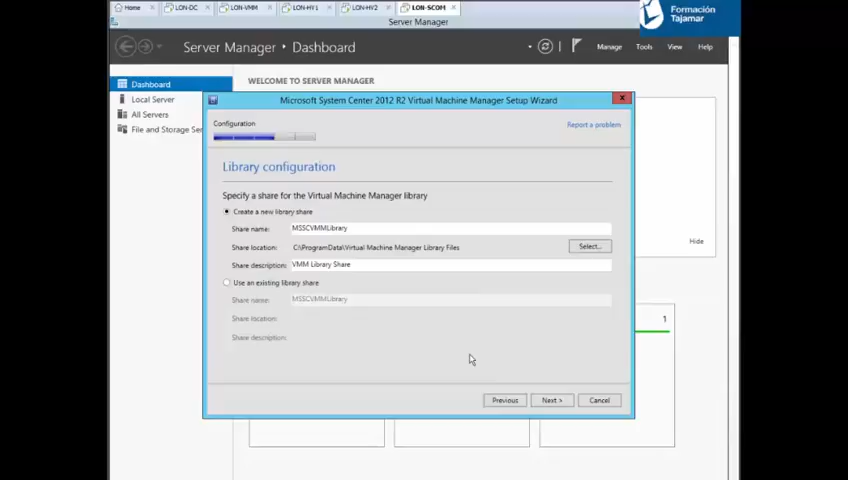 Home LON-DC LON-VMM LON-HY1 LON-HY2 LON-SCOM
Server Manager
Formación
Tajamar
Server Manager • Dashboard
Manage Tools View Help
Dashboard
Local Server
All Servers
File and Storage Ser
WELCOME TO SERVER MANAGER
Microsoft System Center 2012 R2 Virtual Machine Manager Setup Wizard
x
Configuration
Report a problem
Library configuration
Specify a share for the Virtual Machine Manager library
Create a new library share
Share name: MSSCVMMLibrary
Share location: C:\ProgramData\Virtual Machine Manager Library Files
Select...
Share description: VMM Library Share
Use an existing library share
Share name: MSSCVMMLibrary
Share location:
Share description:
Previous Next > Cancel
Hide
1